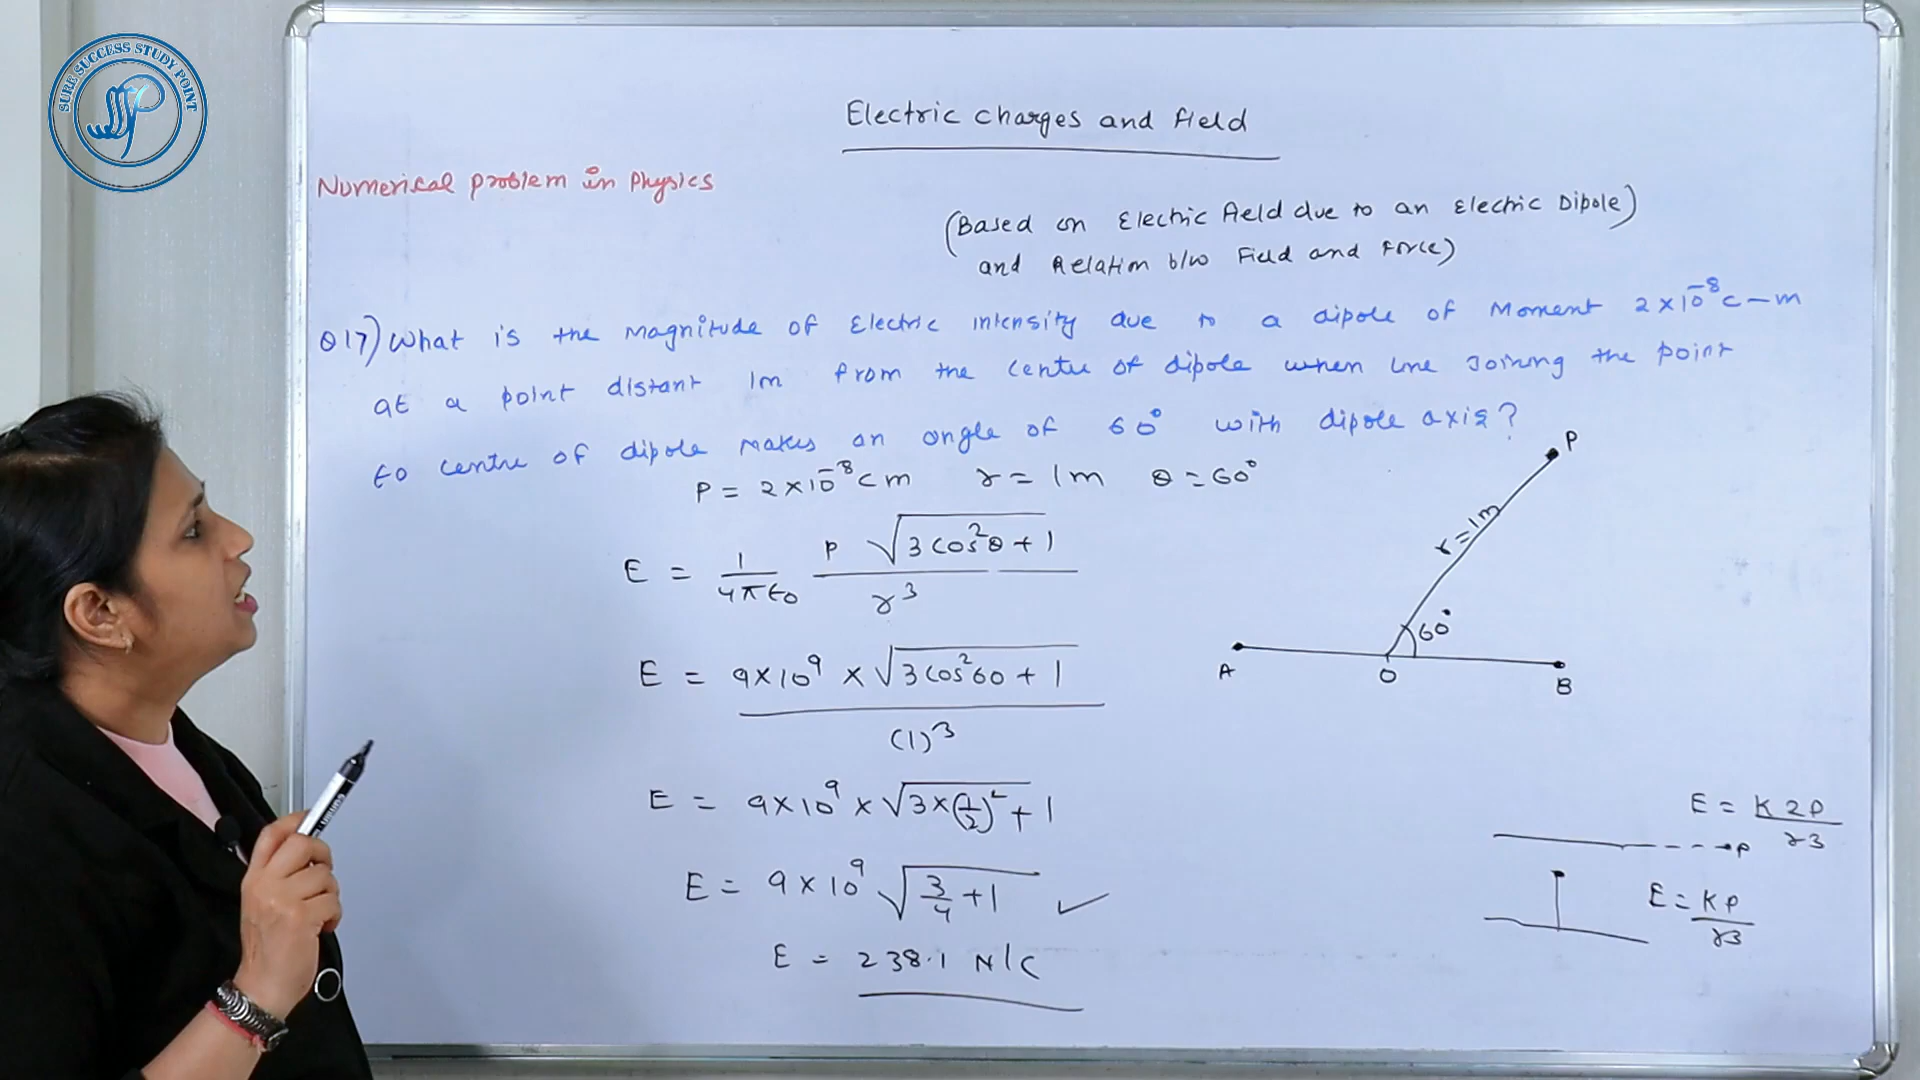 SURE SUCCESS STUDY POINT
Electric charges and field
Numerical problem in Physics
(Based on Electric field due to an Electric Dipole)
and Relation b/w Field and Force)
Q17) What is the magnitude of Electric intensity due to a dipole of Moment 2×10⁻⁸ c-m
at a point distant 1m from the centre of dipole when line Joining the point
to centre of dipole makes an angle of 60° with dipole axis?
P = 2×10⁻⁸ cm r = 1m θ = 60°
E = 1/4πε0 P √(3cos²θ+1) / r³
E = 9×10⁹ × √(3cos²60+1) / (1)³
E = 9×10⁹ × √(3×(1/2)²+1)
E = 9×10⁹ √(3/4+1) ✓
E = 238.1 N/C
P
r=1m
60°
A
O
B
E = K2P/r3
P
E = KP/r3